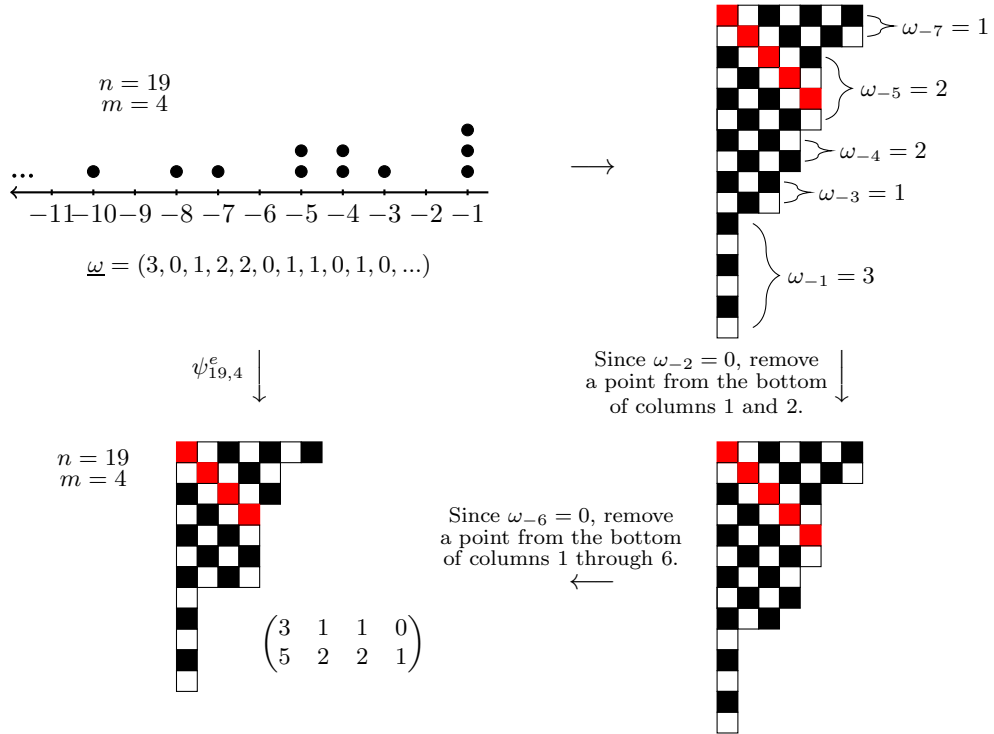 n = 19
m = 4
...
−11 −10 −9 −8 −7 −6 −5 −4 −3 −2 −1
ω = (3, 0, 1, 2, 2, 0, 1, 1, 0, 1, 0, ...)
ω₋₇ = 1
ω₋₅ = 2
ω₋₄ = 2
ω₋₃ = 1
ω₋₁ = 3
ψᵉ₁₉,₄
Since ω₋₂ = 0, remove
a point from the bottom
of columns 1 and 2.
n = 19
m = 4
3 1 1 0
5 2 2 1
Since ω₋₆ = 0, remove
a point from the bottom
of columns 1 through 6.